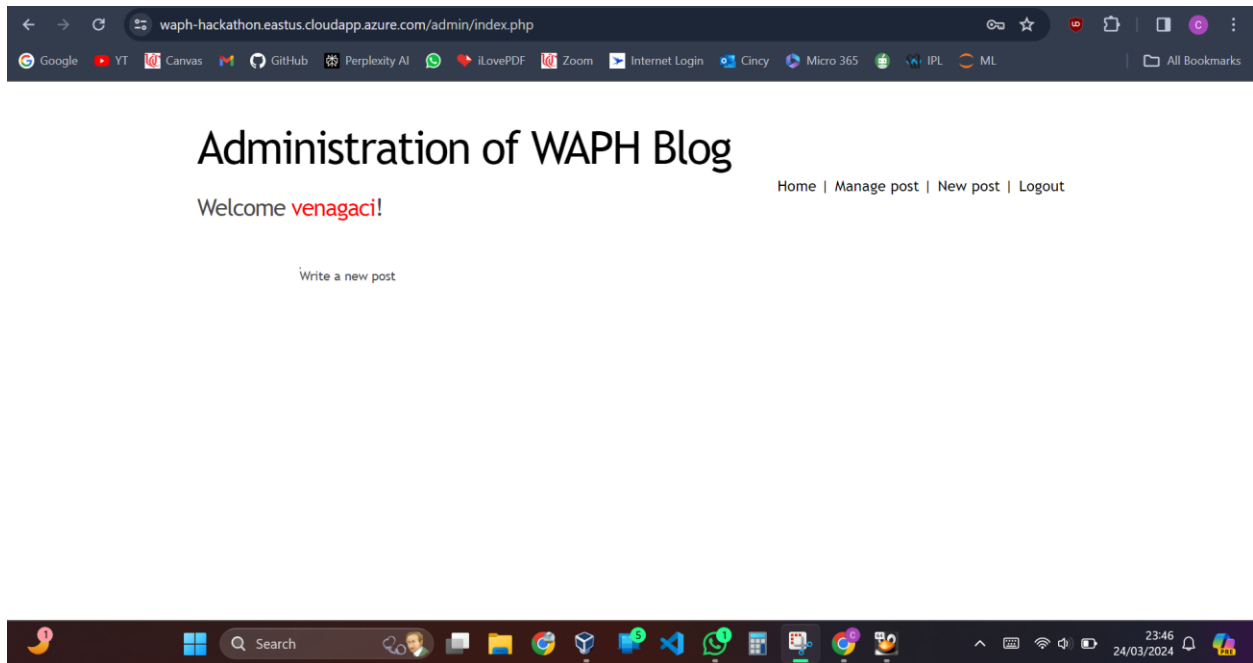 waph-hackathon.eastus.cloudapp.azure.com/admin/index.php
Google YT Canvas GitHub Perplexity AI iLovePDF Zoom Internet Login Cincy Micro 365 IPL ML All Bookmarks
Administration of WAPH Blog
Home | Manage post | New post | Logout
Welcome venagaci!
Write a new post
Search
23:46
24/03/2024